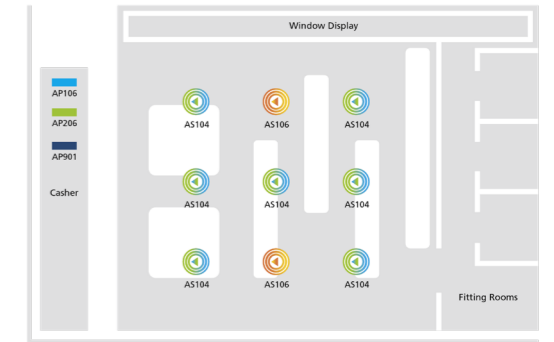 Window Display
AP106
AP206
AP901
Casher
AS104
AS106
AS104
AS104
AS104
AS104
AS104
AS106
AS104
Fitting Rooms